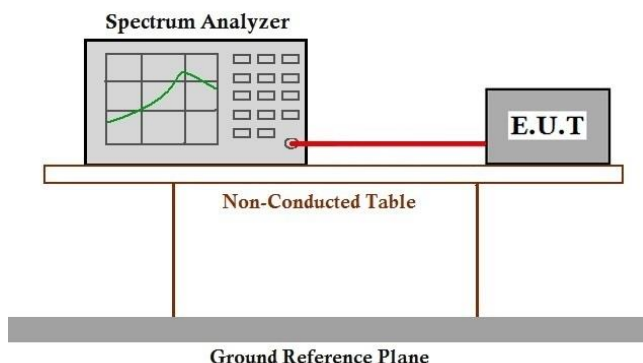 Spectrum Analyzer
E.U.T
Non-Conducted Table
Ground Reference Plane